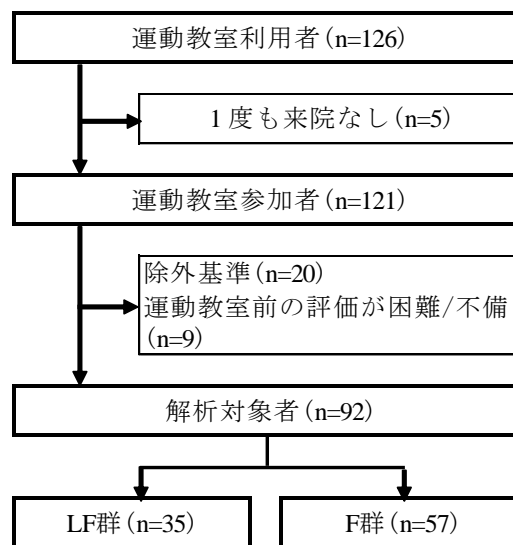 運動教室利用者(n=126)
1度も来院なし(n=5)
運動教室参加者(n=121)
除外基準(n=20)
運動教室前の評価が困難/不備
(n=9)
解析対象者(n=92)
LF群(n=35)
F群(n=57)